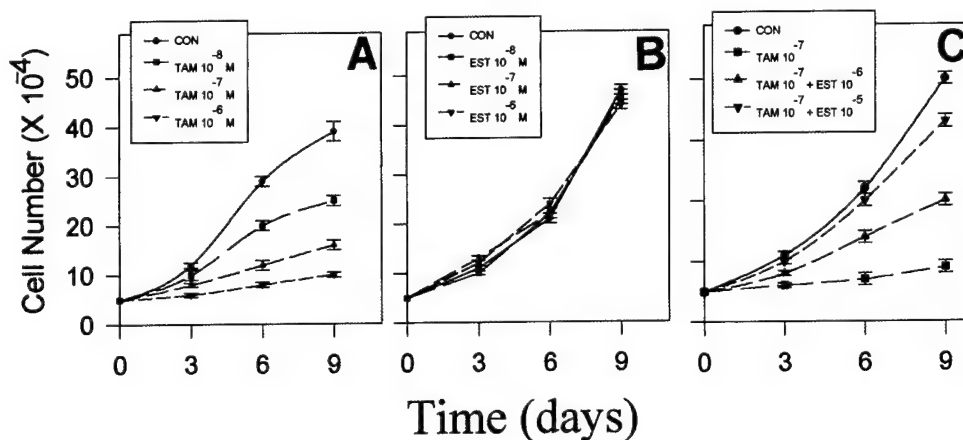 Cell Number (X 10⁻⁴)
50
40
30
20
10
0
A
CON
TAM 10⁻⁸ M
TAM 10⁻⁷ M
TAM 10⁻⁶ M
0 3 6 9
B
CON
EST 10⁻⁸ M
EST 10⁻⁷ M
EST 10⁻⁶ M
0 3 6 9
C
CON
TAM 10⁻⁷
TAM 10⁻⁷ + EST 10⁻⁶
TAM 10⁻⁷ + EST 10⁻⁵
0 3 6 9
Time (days)